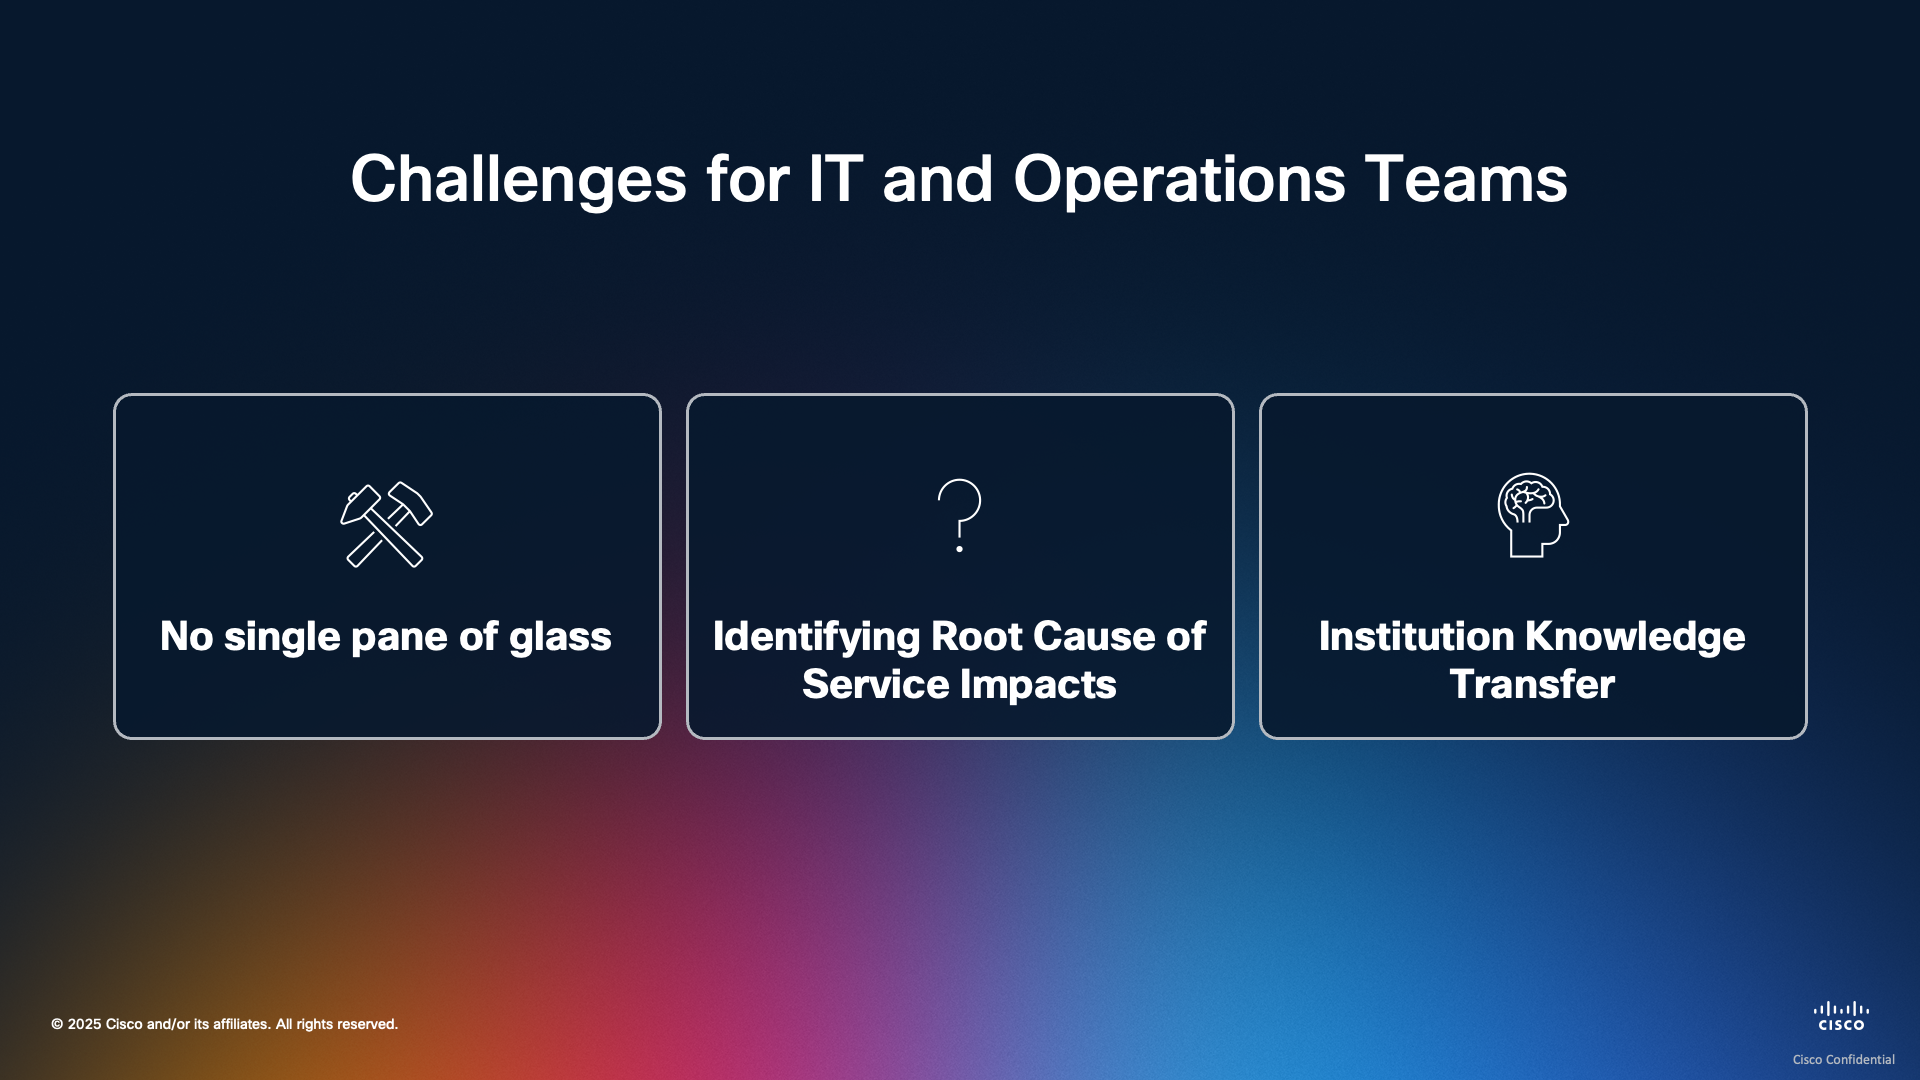 Challenges for IT and Operations Teams
No single pane of glass
Identifying Root Cause of
Service Impacts
Institution Knowledge
Transfer
© 2025 Cisco and/or its affiliates. All rights reserved.
CISCO
Cisco Confidential